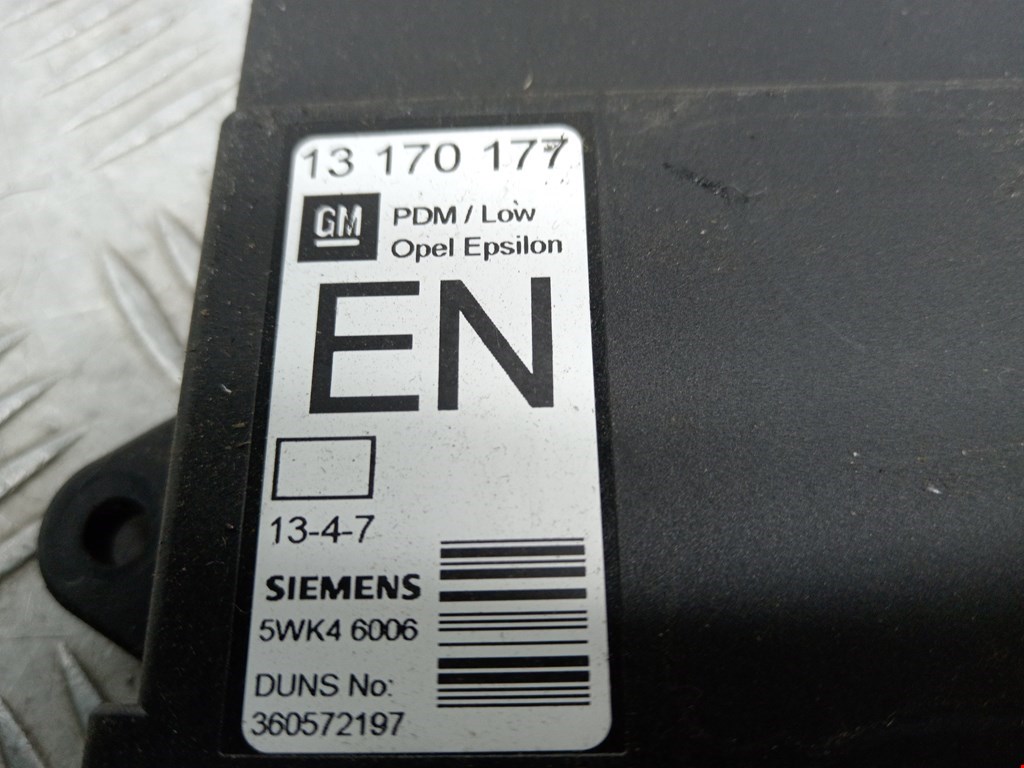 13 170 177
GM
PDM / Low
Opel Epsilon
EN
13-4-7
SIEMENS
5WK4 6006
DUNS No:
360572197